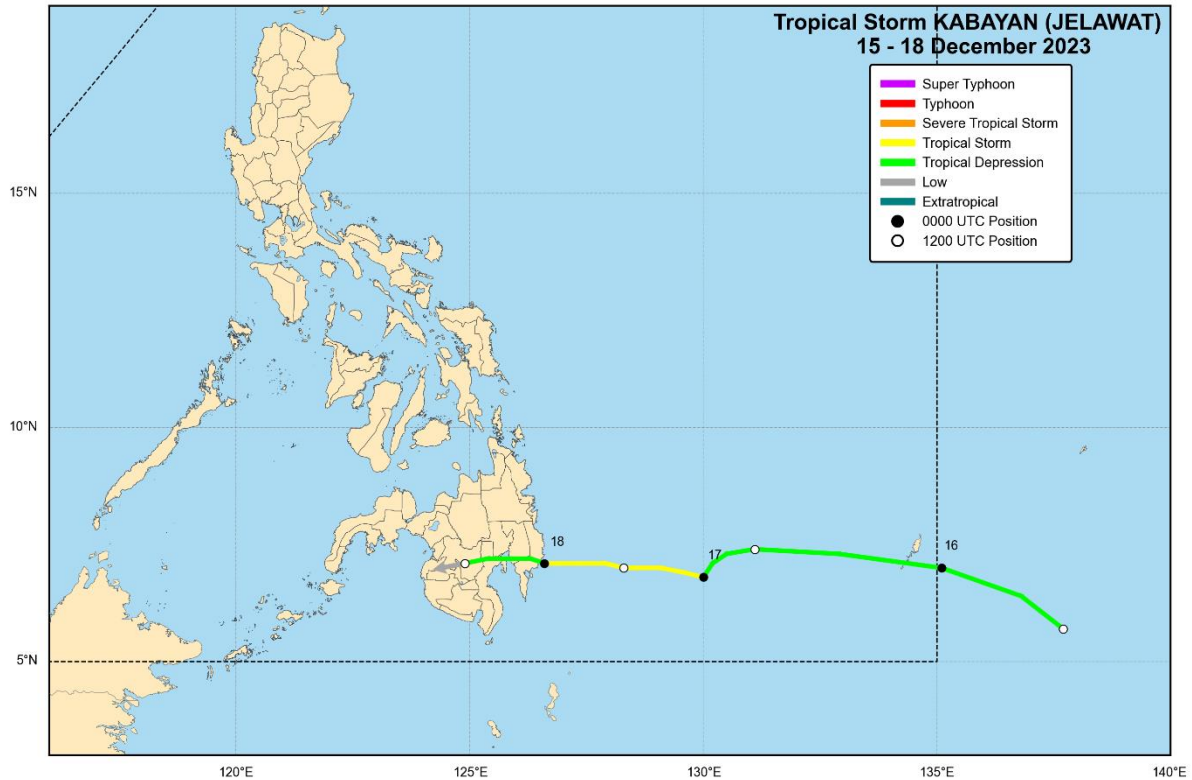 Tropical Storm KABAYAN (JELAWAT)
15 - 18 December 2023
Super Typhoon
Typhoon
Severe Tropical Storm
Tropical Storm
Tropical Depression
Low
Extratropical
0000 UTC Position
1200 UTC Position
15°N
10°N
18
17
16
5°N
120°E
125°E
130°E
135°E
140°E